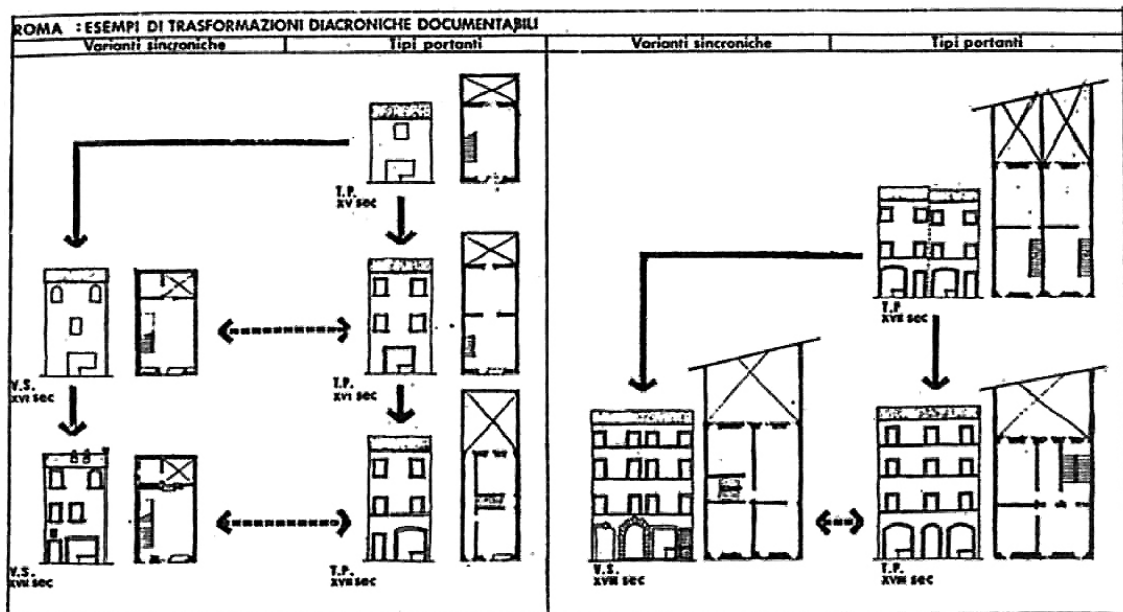 ROMA : ESEMPI DI TRASFORMAZIONI DIACRONICHE DOCUMENTABILI
Varianti sincroniche
Tipi portanti
Varianti sincroniche
Tipi portanti
T.P.
XV sec
V.S.
XVI sec
T.P.
XVI sec
V.S.
XVII sec
T.P.
XVII sec
T.P.
XVII sec
V.S.
XVIII sec
T.P.
XVIII sec